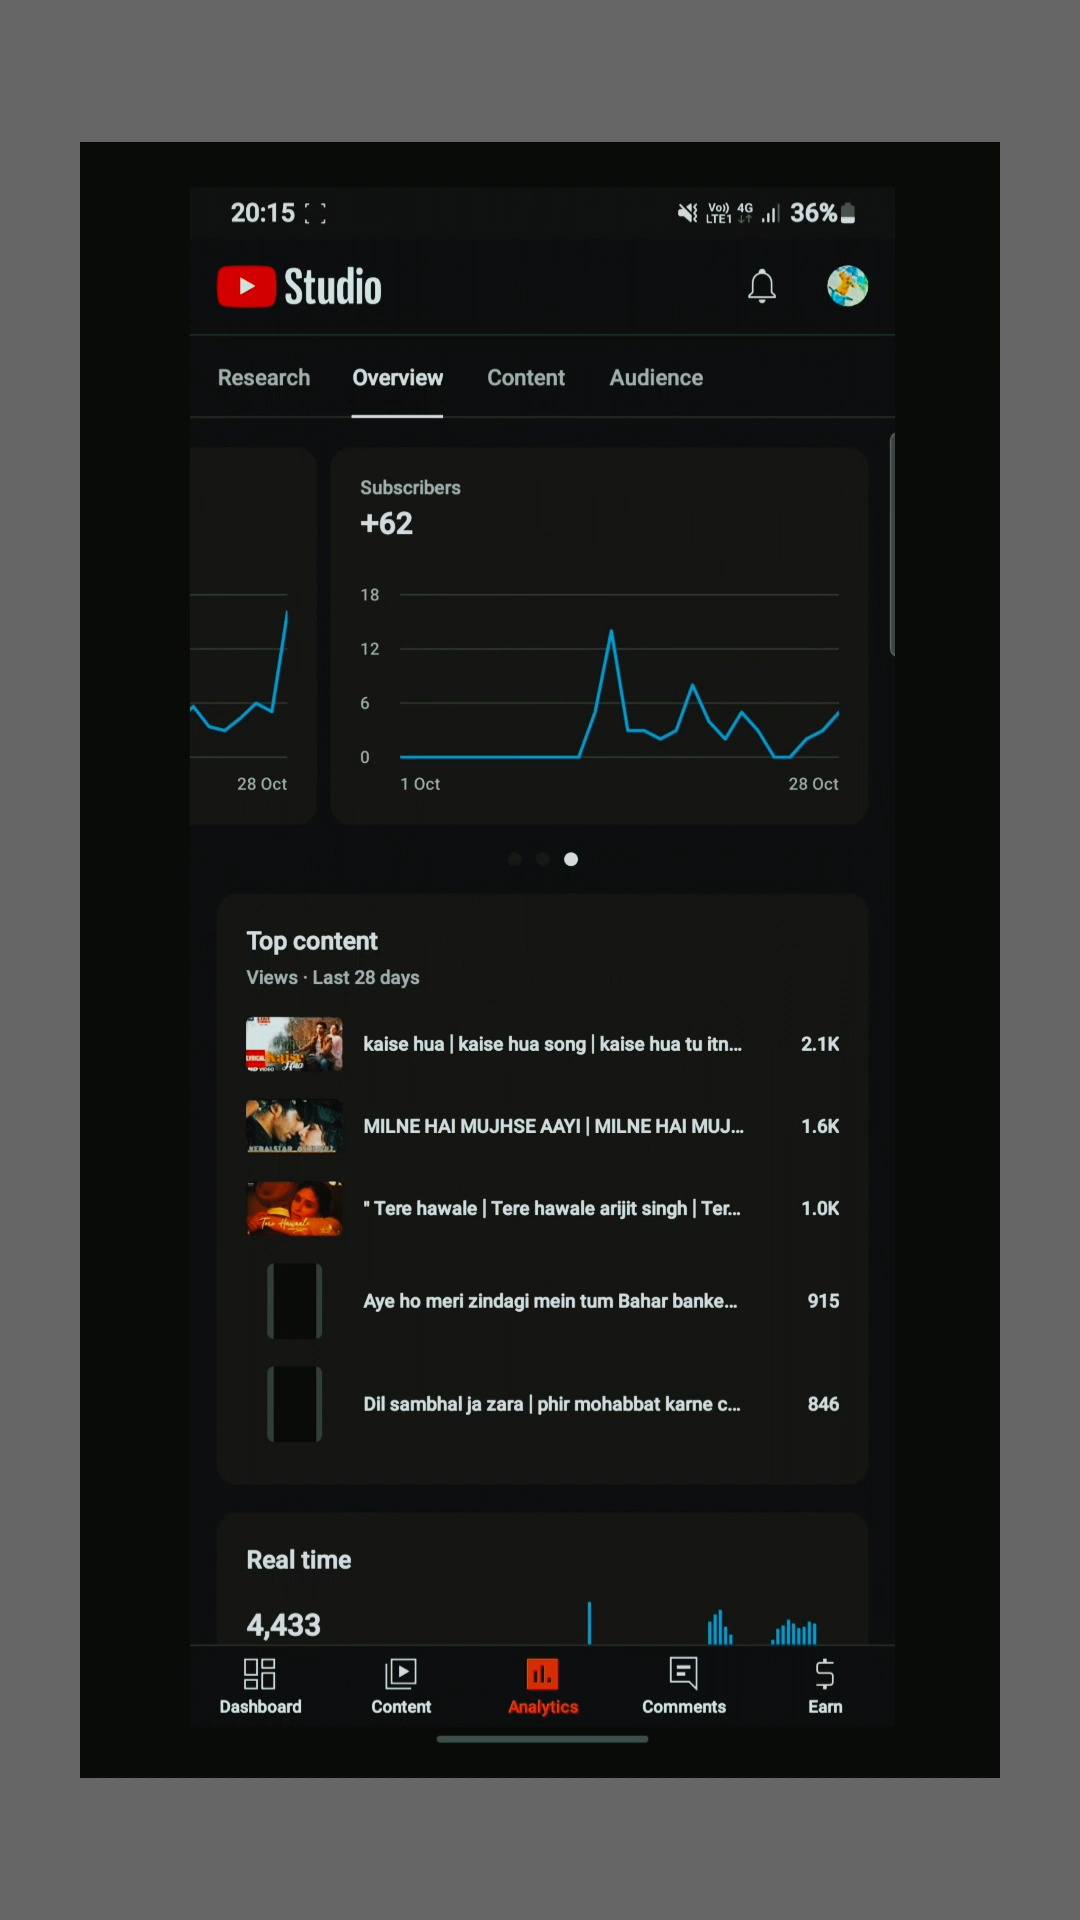 20:15
Vo)) 4G
LTE1
36%
Studio
Research Overview Content Audience
Subscribers
+62
18
12
6
0
28 Oct
1 Oct 28 Oct
Top content
Views · Last 28 days
kaise hua | kaise hua song | kaise hua tu itn... 2.1K
MILNE HAI MUJHSE AAYI | MILNE HAI MUJ... 1.6K
" Tere hawale | Tere hawale arijit singh | Ter... 1.0K
Aye ho meri zindagi mein tum Bahar banke... 915
Dil sambhal ja zara | phir mohabbat karne c... 846
Real time
4,433
Dashboard Content Analytics Comments Earn